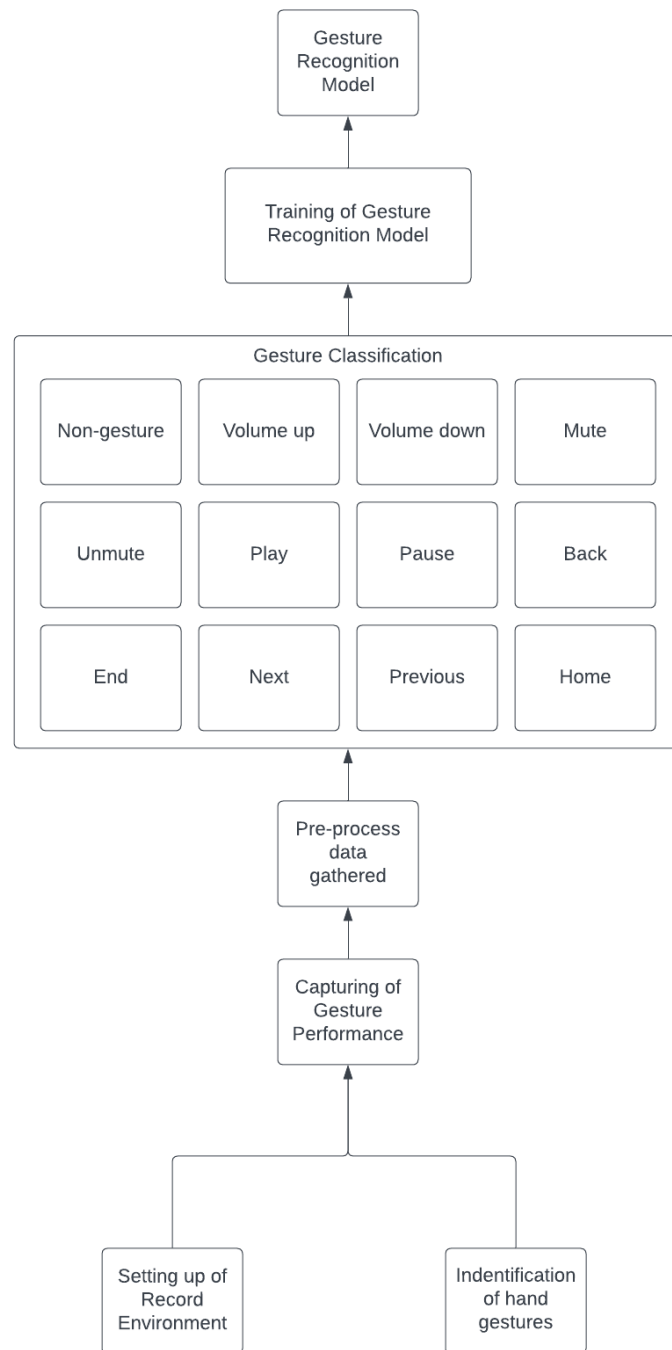 Gesture
Recognition
Model
Training of Gesture
Recognition Model
Gesture Classification
Non-gesture
Volume up
Volume down
Mute
Unmute
Play
Pause
Back
End
Next
Previous
Home
Pre-process
data
gathered
Capturing of
Gesture
Performance
Setting up of
Record
Environment
Indentification
of hand
gestures